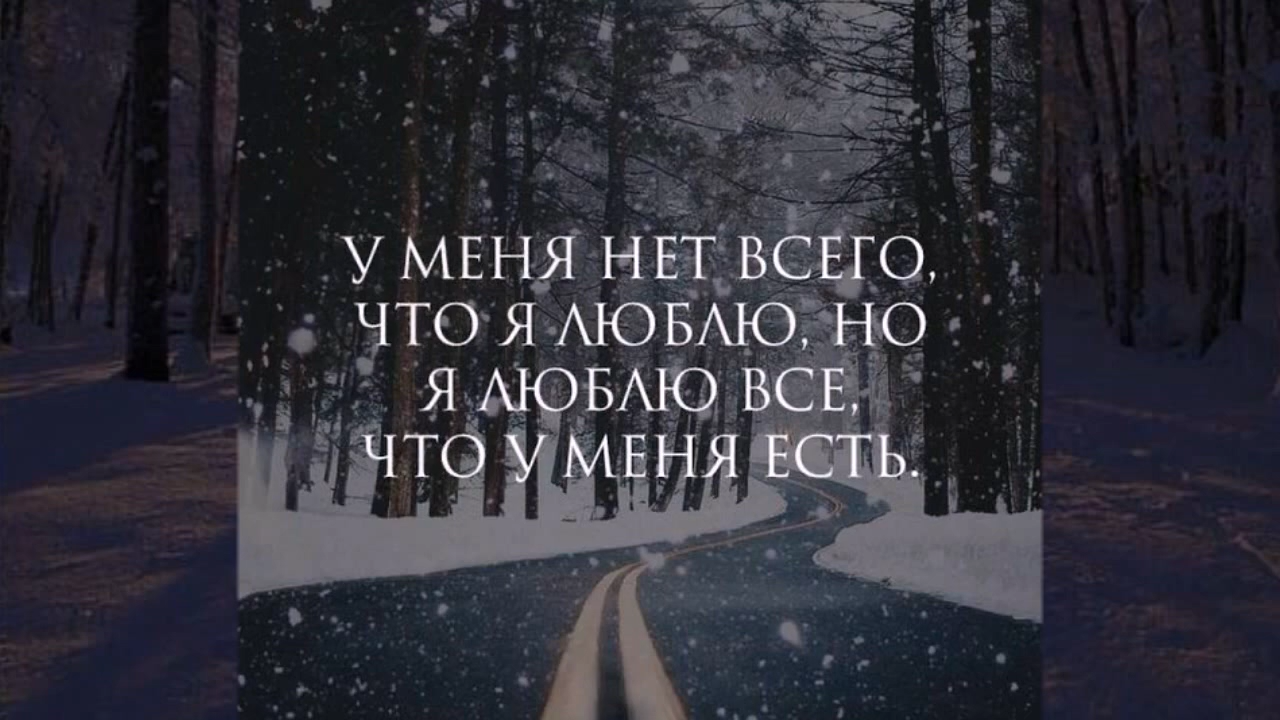 У МЕНЯ НЕТ ВСЕГО,
ЧТО Я ЛЮБЛЮ, НО
Я ЛЮБЛЮ ВСЕ,
ЧТО У МЕНЯ ЕСТЬ.